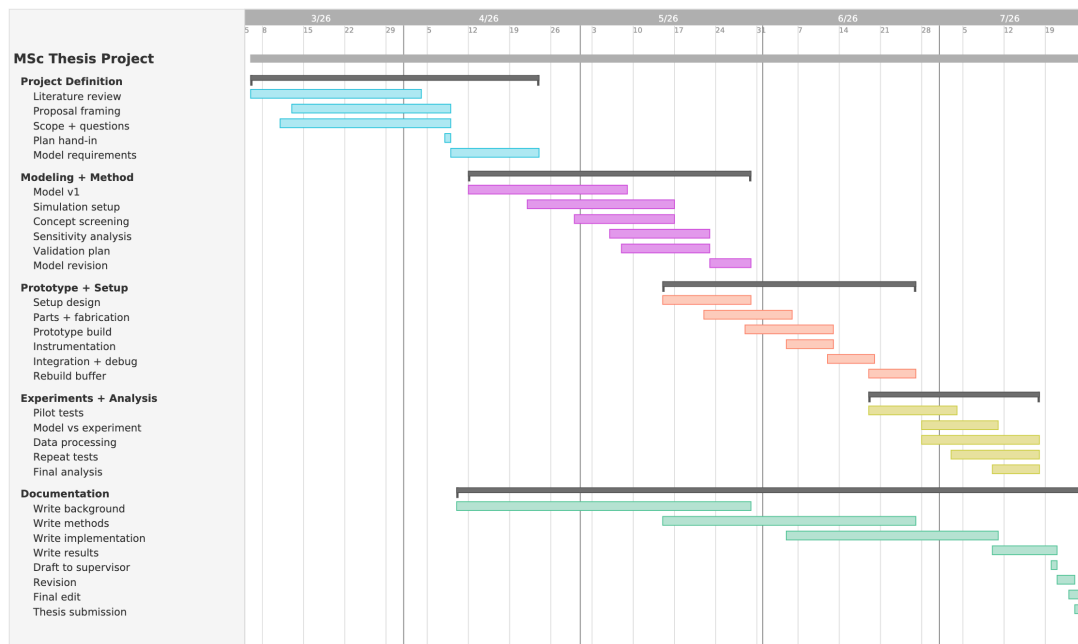 3/26 4/26 5/26 6/26 7/26
5 8 15 22 29 5 12 19 26 3 10 17 24 31 7 14 21 28 5 12 19
MSc Thesis Project
Project Definition
Literature review
Proposal framing
Scope + questions
Plan hand-in
Model requirements
Modeling + Method
Model v1
Simulation setup
Concept screening
Sensitivity analysis
Validation plan
Model revision
Prototype + Setup
Setup design
Parts + fabrication
Prototype build
Instrumentation
Integration + debug
Rebuild buffer
Experiments + Analysis
Pilot tests
Model vs experiment
Data processing
Repeat tests
Final analysis
Documentation
Write background
Write methods
Write implementation
Write results
Draft to supervisor
Revision
Final edit
Thesis submission